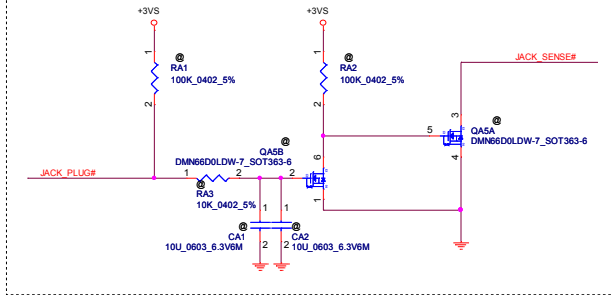 +3VS
+3VS
1
@
RA1
100K_0402_5%
2
1
@
RA2
100K_0402_5%
2
JACK_SENSE#
3
@
5
QA5A
DMN66D0LDW-7_SOT363-6
4
@
QA5B
DMN66D0LDW-7_SOT363-6
6
JACK_PLUG#
1
2
2
@
RA3
10K_0402_5%
1
1
1
@
@
CA1
CA2
2
2
10U_0603_6.3V6M
10U_0603_6.3V6M